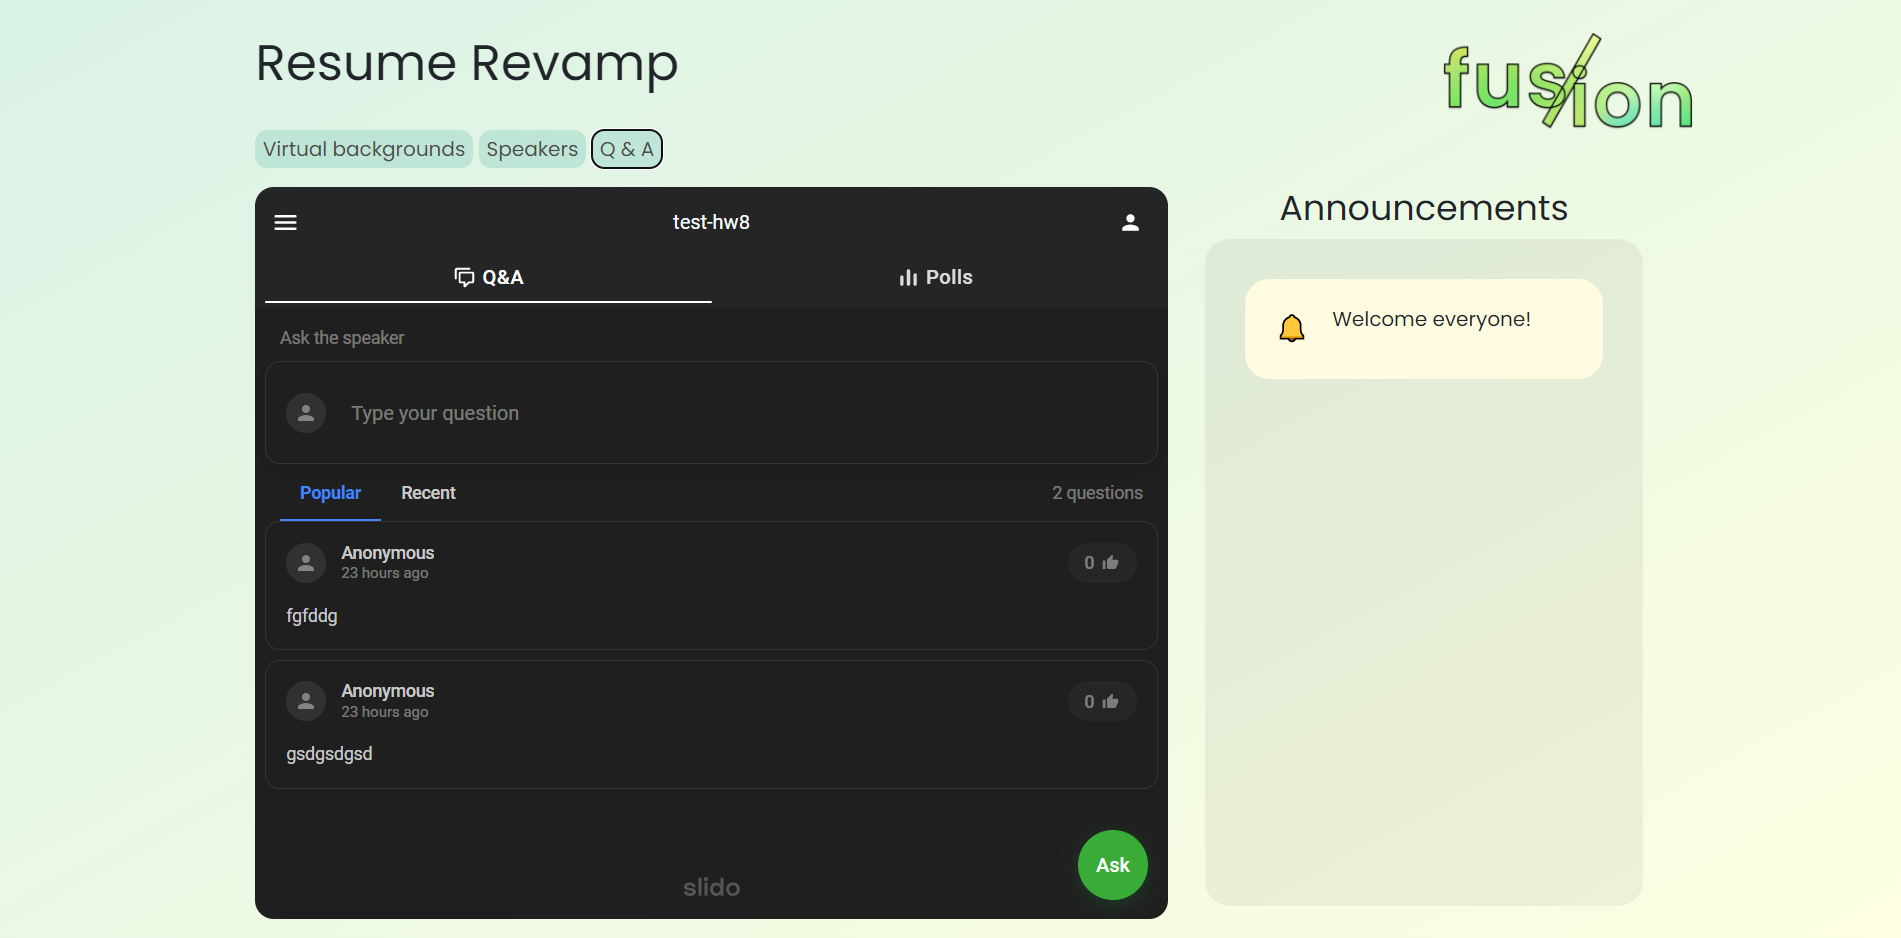 Resume Revamp
fusion
Virtual backgrounds Speakers Q & A
test-hw8
Q&A Polls
Ask the speaker
Type your question
Popular Recent 2 questions
Anonymous
23 hours ago
0
fgfddg
Anonymous
23 hours ago
0
gsdgsdgsd
Ask
slido
Announcements
Welcome everyone!